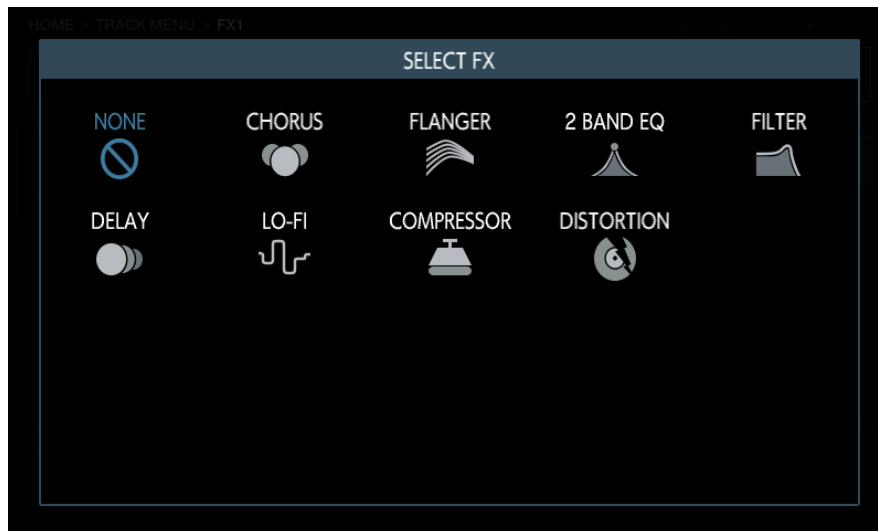 HOME > TRACK MENU > FX1
SELECT FX
NONE CHORUS FLANGER 2 BAND EQ FILTER
DELAY LO-FI COMPRESSOR DISTORTION